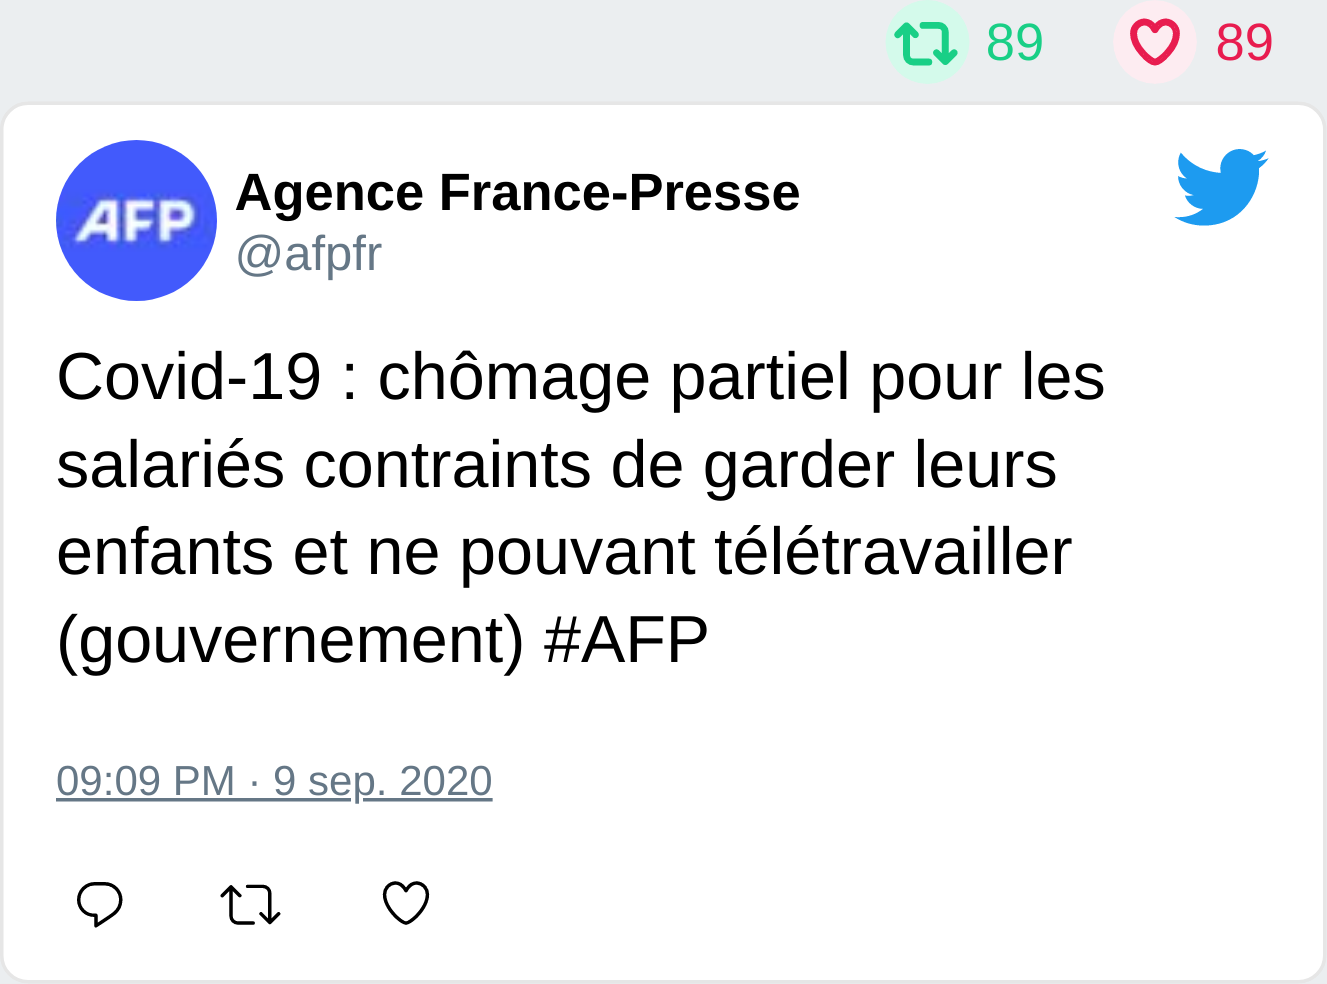 89 89
AFP
Agence France-Presse
@afpfr
Covid-19 : chômage partiel pour les
salariés contraints de garder leurs
enfants et ne pouvant télétravailler
(gouvernement) #AFP
09:09 PM · 9 sep. 2020